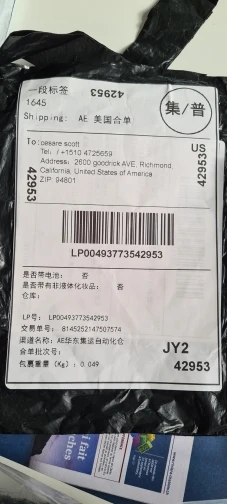 一段标签
1645
42953
集/普
Shipping: AE 美国合单
To: cesare scott
Tel: / +1510 4725659
Address: 2600 goodrick AVE, Richmond,
California, United States of America
ZIP: 94801
US
42953
42953
LP00493773542953
是否带电池: 否
是否带有非液体化妆品: 否
仓库:
LP号: LP00493773542953
交易单号: 8145252147507574
渠道名称: AE华东集运自动化仓
合单批次号:
包裹重量 (Kg): 0.049
JY2
42953
i fait